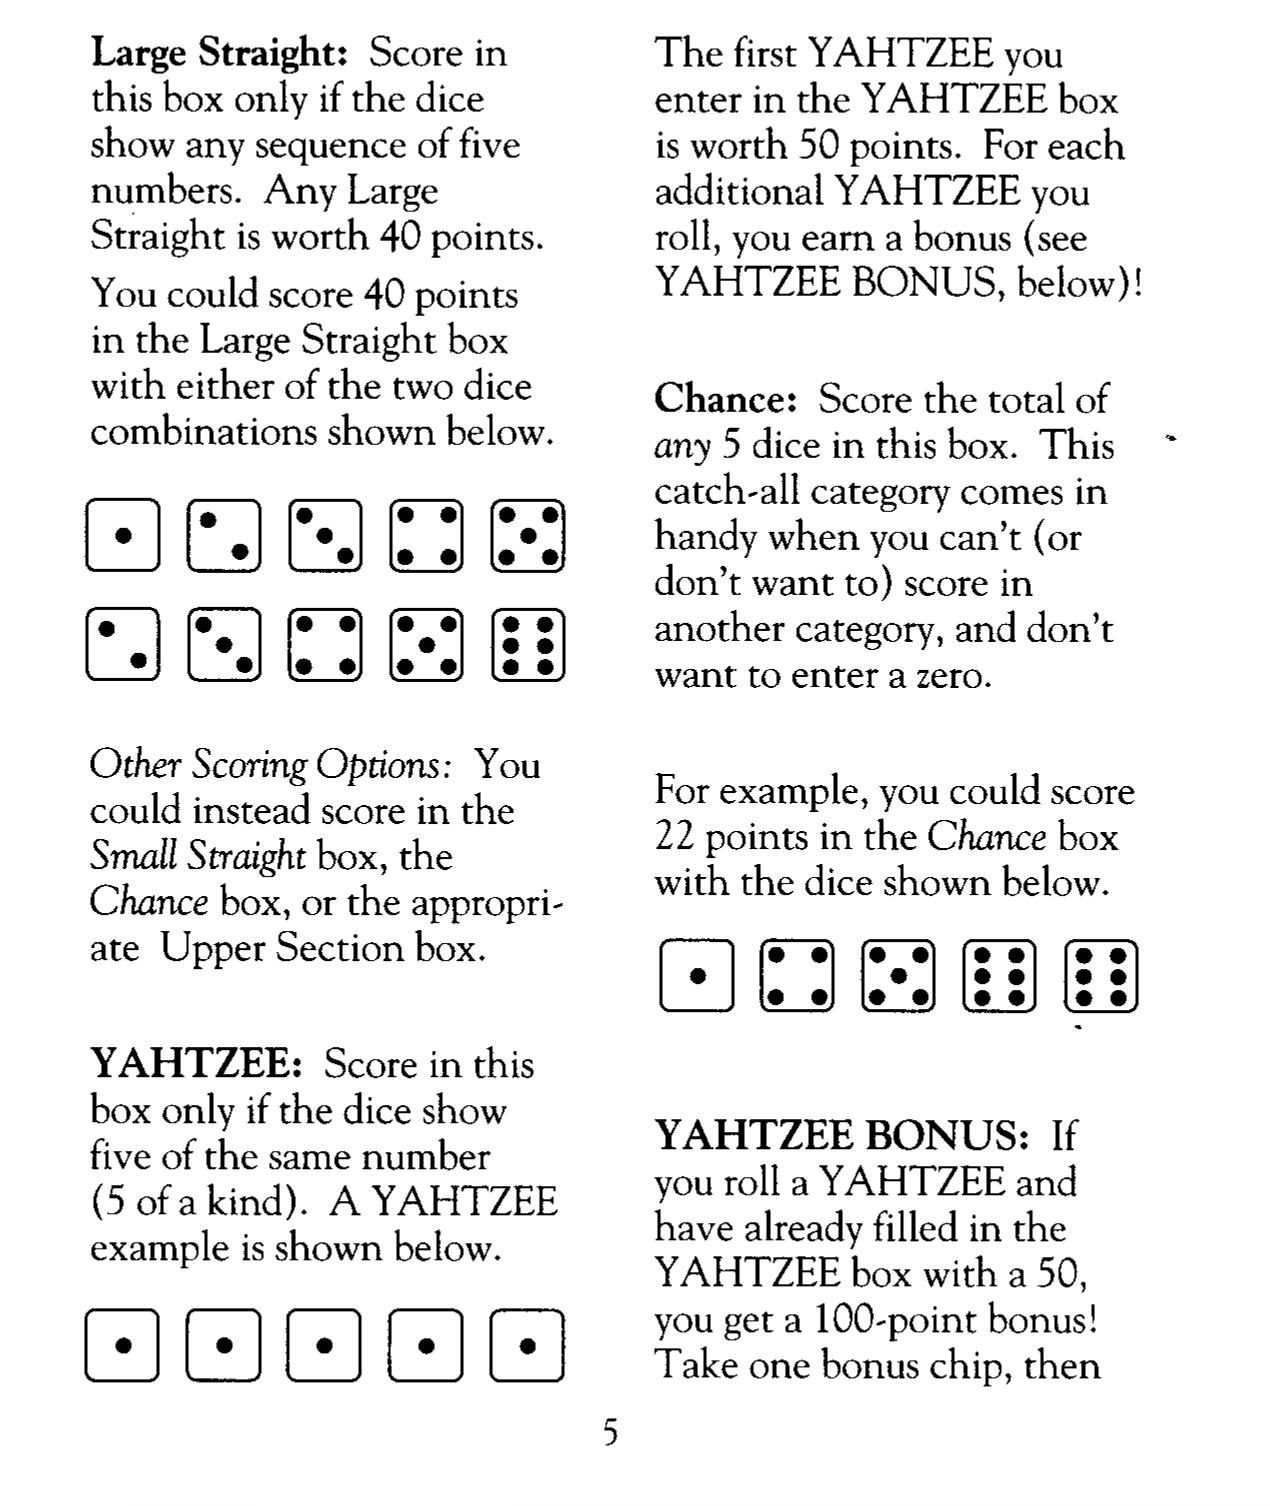 Large Straight: Score in
this box only if the dice
show any sequence of five
numbers. Any Large
Straight is worth 40 points.
You could score 40 points
in the Large Straight box
with either of the two dice
combinations shown below.
Other Scoring Options: You
could instead score in the
Small Straight box, the
Chance box, or the appropri-
ate Upper Section box.
YAHTZEE: Score in this
box only if the dice show
five of the same number
(5 of a kind). A YAHTZEE
example is shown below.
The first YAHTZEE you
enter in the YAHTZEE box
is worth 50 points. For each
additional YAHTZEE you
roll, you earn a bonus (see
YAHTZEE BONUS, below)!
Chance: Score the total of
any 5 dice in this box. This
catch-all category comes in
handy when you can't (or
don't want to) score in
another category, and don't
want to enter a zero.
For example, you could score
22 points in the Chance box
with the dice shown below.
YAHTZEE BONUS: If
you roll a YAHTZEE and
have already filled in the
YAHTZEE box with a 50,
you get a 100-point bonus!
Take one bonus chip, then
5